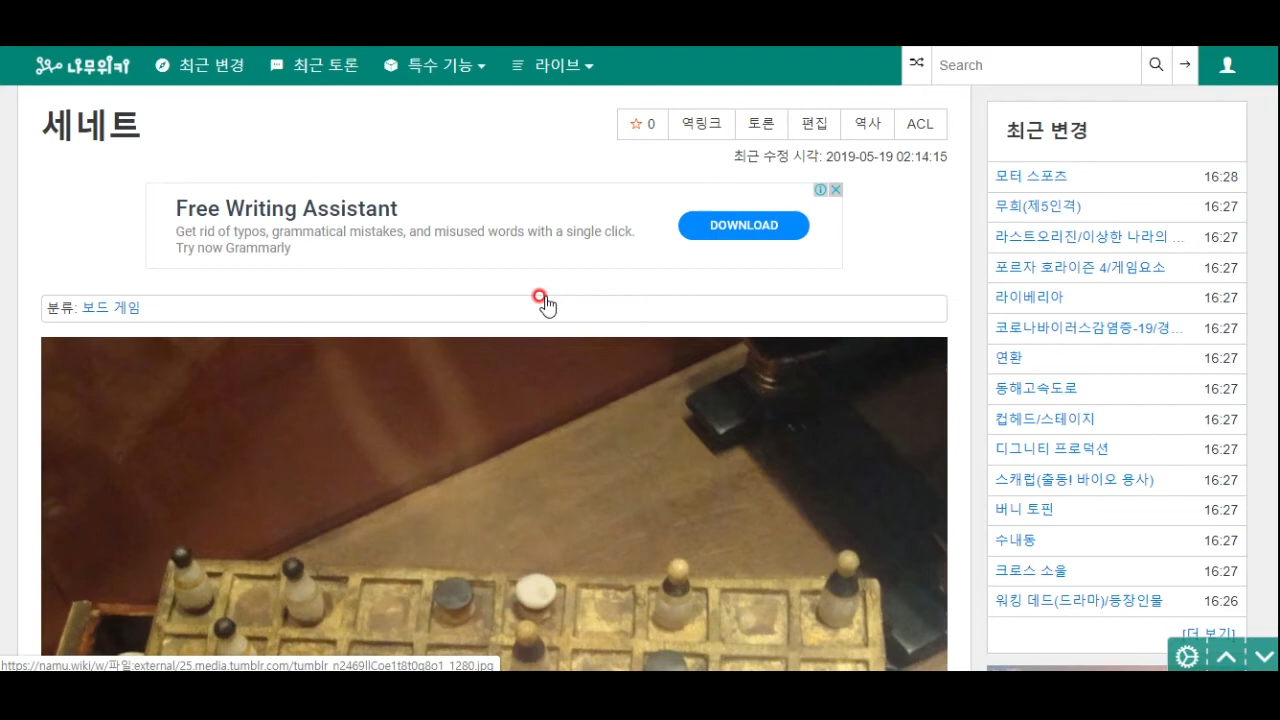 나무위키 최근 변경 최근 토론 특수 기능 라이브 Search
세네트
0 역링크 토론 편집 역사 ACL
최근 수정 시각: 2019-05-19 02:14:15
Free Writing Assistant
Get rid of typos, grammatical mistakes, and misused words with a single click.
Try now Grammarly
DOWNLOAD
분류: 보드 게임
최근 변경
모터 스포츠 16:28
무희(제5인격) 16:27
라스트오리진/이상한 나라의 ... 16:27
포르자 호라이즌 4/게임요소 16:27
라이베리아 16:27
코로나바이러스감염증-19/경... 16:27
연환 16:27
동해고속도로 16:27
컵헤드/스테이지 16:27
디그니티 프로덕션 16:27
스캐럽(출동! 바이오 용사) 16:27
버니 토핀 16:27
수내동 16:27
크로스 소울 16:27
워킹 데드(드라마)/등장인물 16:26
[더 보기]
https://namu.wiki/w/파일:external/25.media.tumblr.com/tumblr_n2469llCoe1t8t0g8o1_1280.jpg